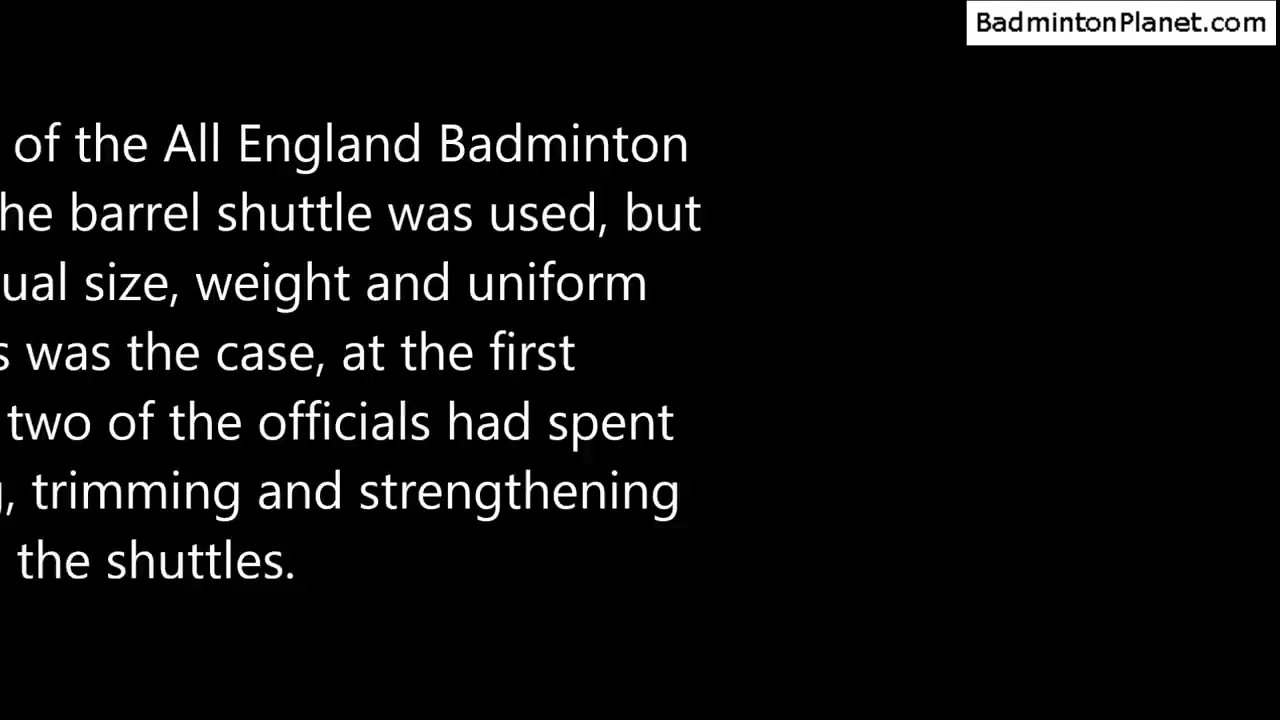 BadmintonPlanet.com
of the All England Badminton
he barrel shuttle was used, but
ual size, weight and uniform
s was the case, at the first
two of the officials had spent
, trimming and strengthening
the shuttles.